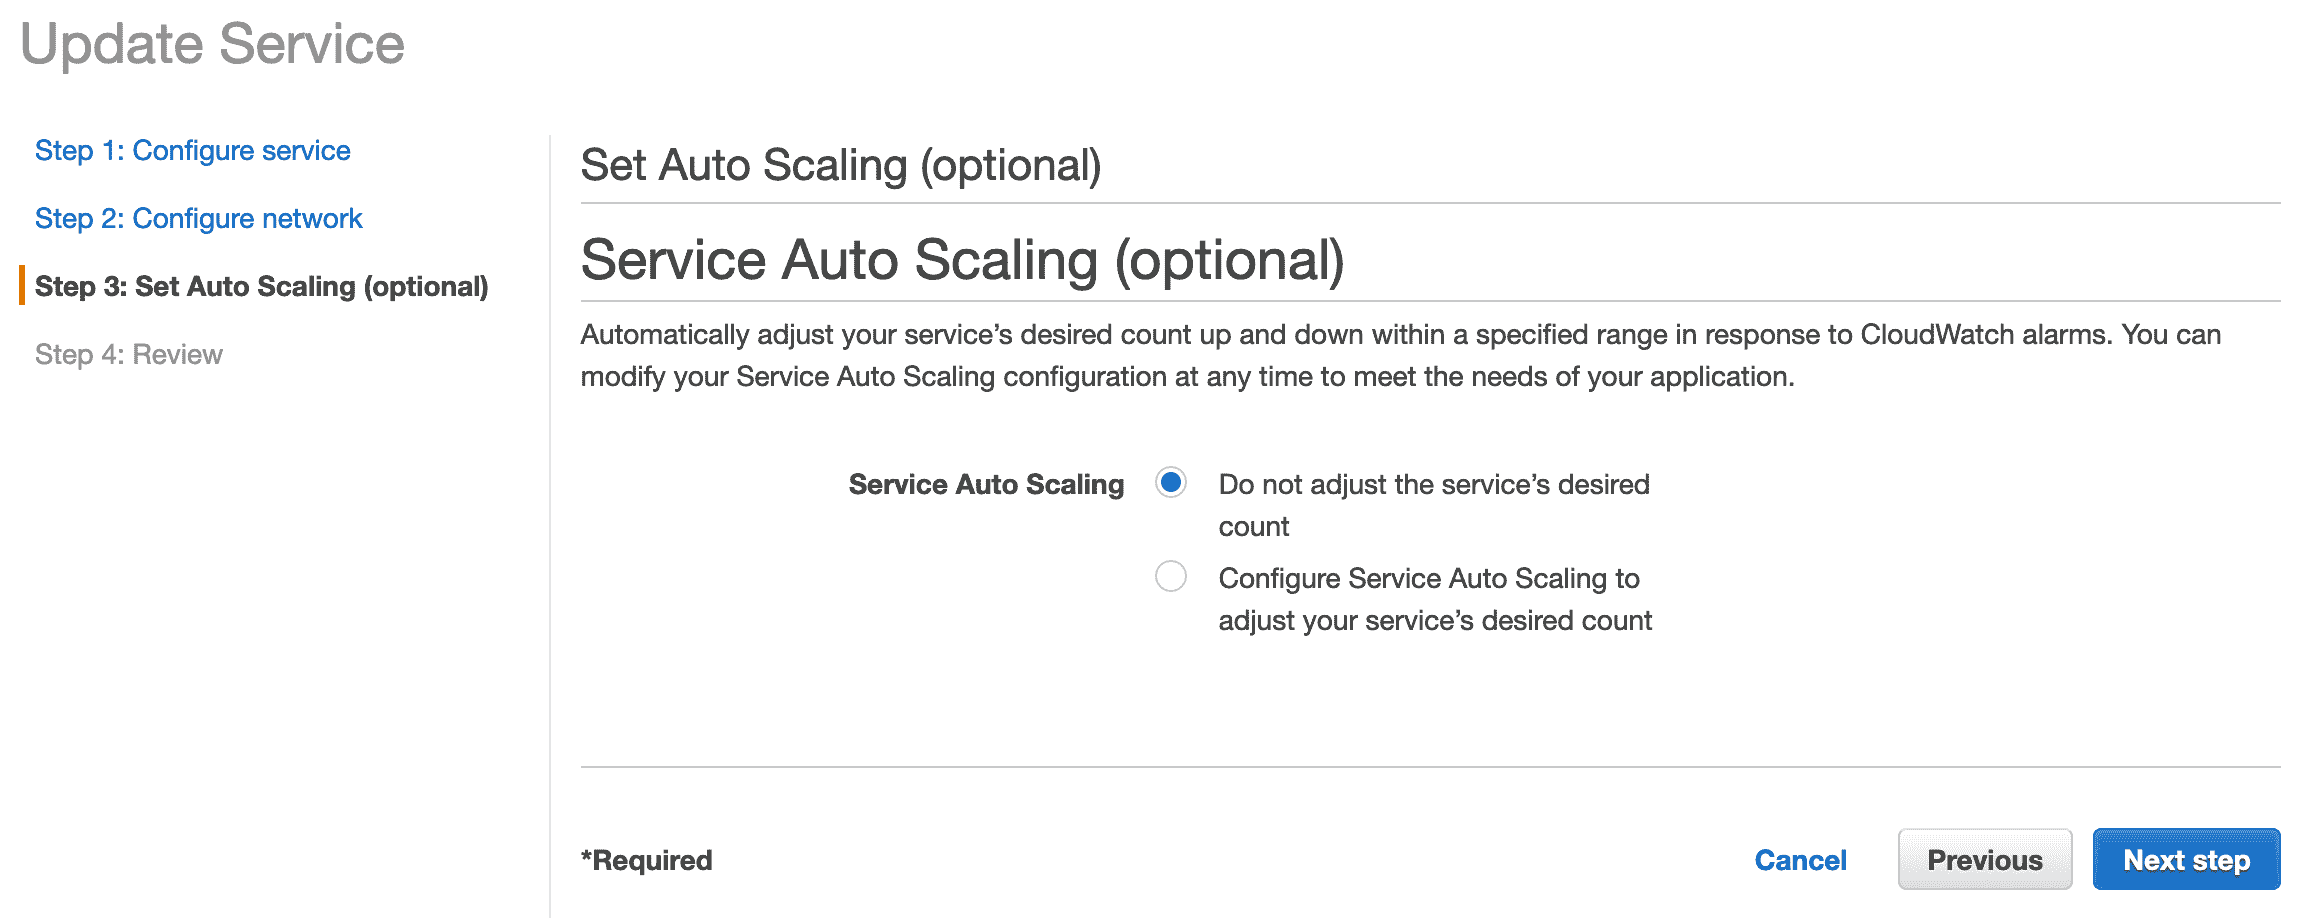 Update Service
Step 1: Configure service
Step 2: Configure network
Step 3: Set Auto Scaling (optional)
Step 4: Review
Set Auto Scaling (optional)
Service Auto Scaling (optional)
Automatically adjust your service’s desired count up and down within a specified range in response to CloudWatch alarms. You can
modify your Service Auto Scaling configuration at any time to meet the needs of your application.
Service Auto Scaling
Do not adjust the service’s desired
count
Configure Service Auto Scaling to
adjust your service’s desired count
*Required
Cancel
Previous
Next step